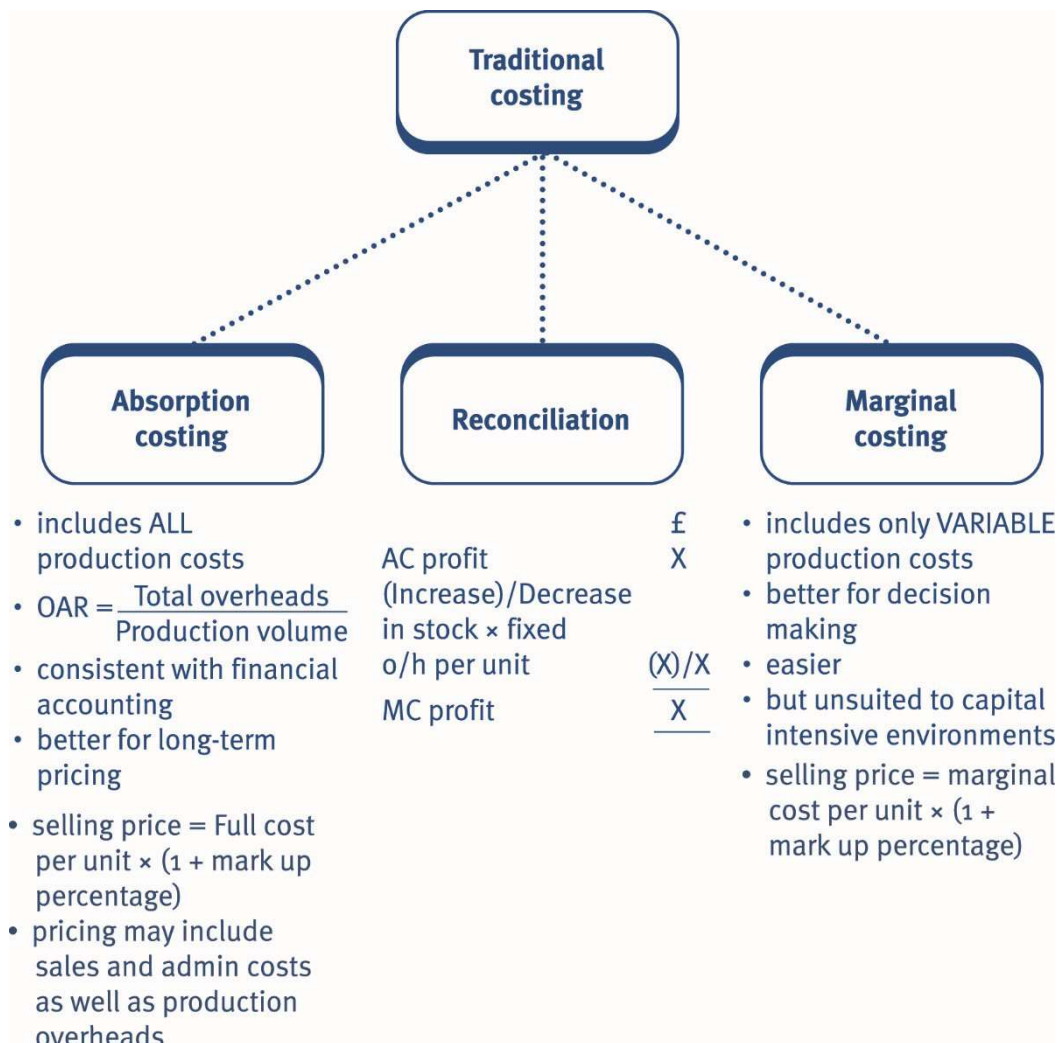 Traditional
costing
Absorption
costing
• includes ALL
production costs
• OAR = Total overheads
Production volume
• consistent with financial
accounting
• better for long-term
pricing
• selling price = Full cost
per unit × (1 + mark up
percentage)
• pricing may include
sales and admin costs
as well as production
overheads
Reconciliation
£
AC profit X
(Increase)/Decrease
in stock × fixed
o/h per unit (X)/X
MC profit X
Marginal
costing
• includes only VARIABLE
production costs
• better for decision
making
• easier
• but unsuited to capital
intensive environments
• selling price = marginal
cost per unit × (1 +
mark up percentage)